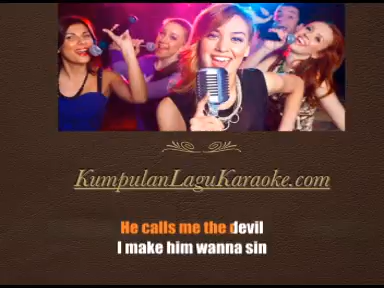 KumpulanLaguKaraoke.com
He calls me the devil
I make him wanna sin